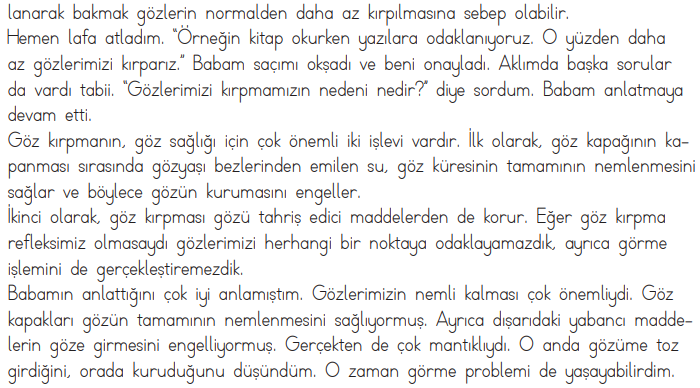 lanarak bakmak gözlerin normalden daha az kırpılmasına sebep olabilir.
Hemen lafa atladım. “Örneğin kitap okurken yazılara odaklanıyoruz. O yüzden daha
az gözlerimizi kırparız.” Babam saçımı okşadı ve beni onayladı. Aklımda başka sorular
da vardı tabii. “Gözlerimizi kırpmamızın nedeni nedir?” diye sordum. Babam anlatmaya
devam etti.
Göz kırpmanın, göz sağlığı için çok önemli iki işlevi vardır. İlk olarak, göz kapağının ka-
panması sırasında gözyaşı bezlerinden emilen su, göz küresinin tamamının nemlenmesini
sağlar ve böylece gözün kurumasını engeller.
İkinci olarak, göz kırpması gözü tahriş edici maddelerden de korur. Eğer göz kırpma
refleksimiz olmasaydı gözlerimizi herhangi bir noktaya odaklayamazdık, ayrıca görme
işlemini de gerçekleştiremezdik.
Babamın anlattığını çok iyi anlamıştım. Gözlerimizin nemli kalması çok önemliydi. Göz
kapakları gözün tamamının nemlenmesini sağlıyormuş. Ayrıca dışarıdaki yabancı madde-
lerin göze girmesini engelliyormuş. Gerçekten de çok mantıklıydı. O anda gözüme toz
girdiğini, orada kuruduğunu düşündüm. O zaman görme problemi de yaşayabilirdim.